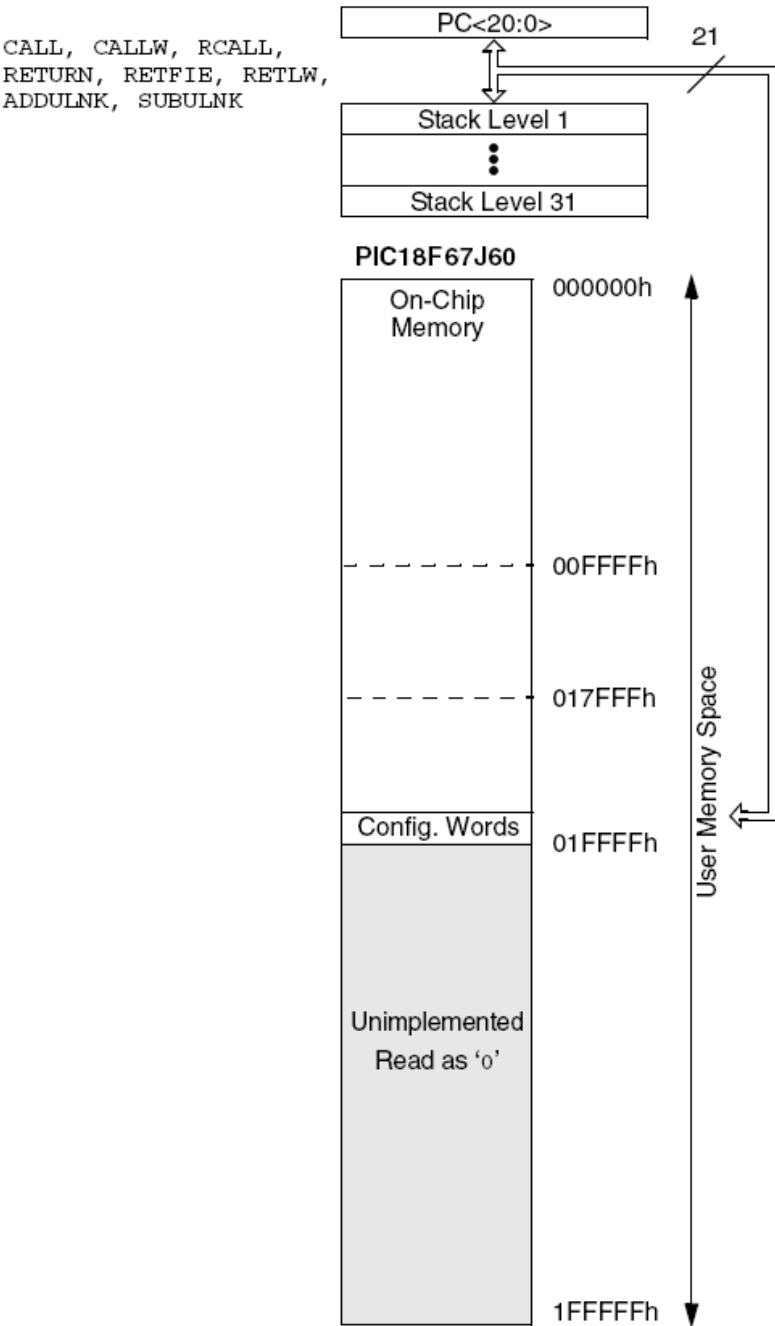 PC<20:0>
21
CALL, CALLW, RCALL,
RETURN, RETFIE, RETLW,
ADDULNK, SUBULNK
Stack Level 1
Stack Level 31
PIC18F67J60
On-Chip
Memory
000000h
00FFFFh
017FFFh
Config. Words
01FFFFh
User Memory Space
Unimplemented
Read as ‘0’
1FFFFFh